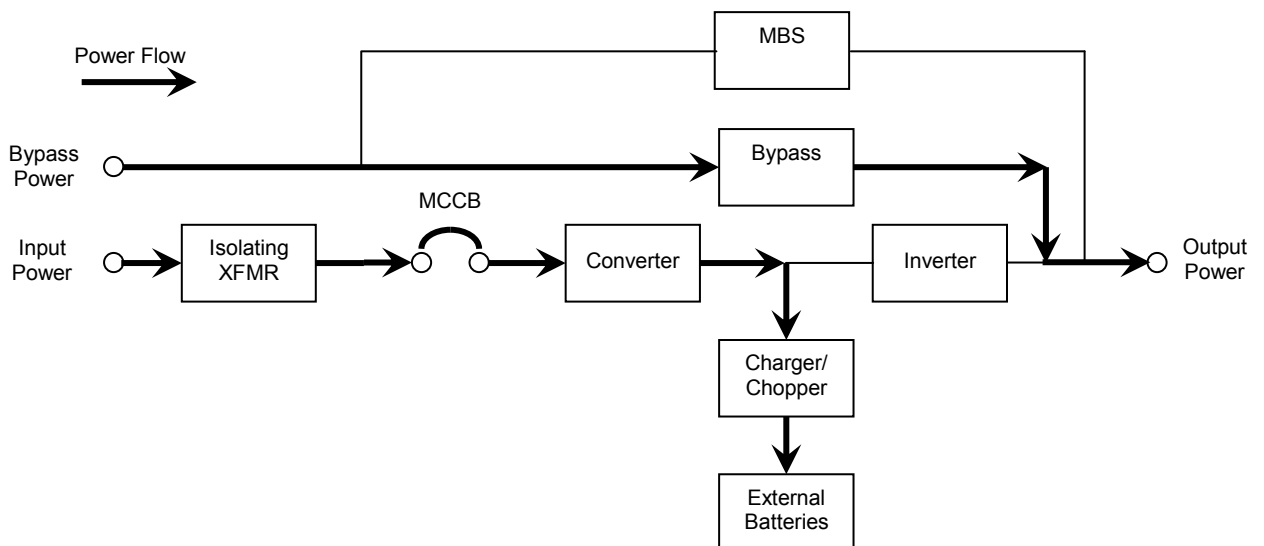 MBS
Power Flow
Bypass
Power
Bypass
MCCB
Input
Power
Isolating
XFMR
Converter
Inverter
Output
Power
Charger/
Chopper
External
Batteries